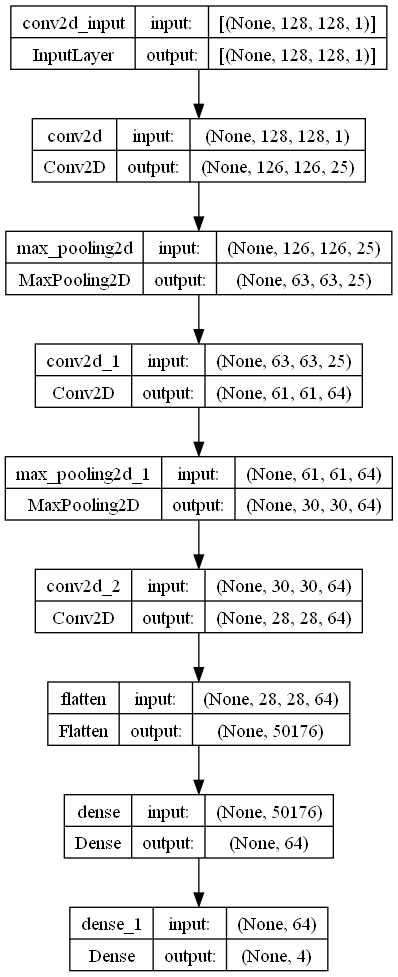 conv2d_input input: [(None, 128, 128, 1)]
InputLayer output: [(None, 128, 128, 1)]
conv2d input: (None, 128, 128, 1)
Conv2D output: (None, 126, 126, 25)
max_pooling2d input: (None, 126, 126, 25)
MaxPooling2D output: (None, 63, 63, 25)
conv2d_1 input: (None, 63, 63, 25)
Conv2D output: (None, 61, 61, 64)
max_pooling2d_1 input: (None, 61, 61, 64)
MaxPooling2D output: (None, 30, 30, 64)
conv2d_2 input: (None, 30, 30, 64)
Conv2D output: (None, 28, 28, 64)
flatten input: (None, 28, 28, 64)
Flatten output: (None, 50176)
dense input: (None, 50176)
Dense output: (None, 64)
dense_1 input: (None, 64)
Dense output: (None, 4)